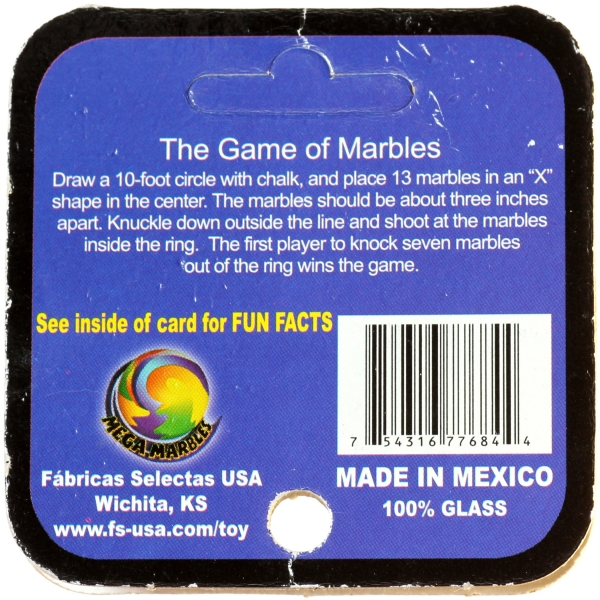 The Game of Marbles
Draw a 10-foot circle with chalk, and place 13 marbles in an “X”
shape in the center. The marbles should be about three inches
apart. Knuckle down outside the line and shoot at the marbles
inside the ring. The first player to knock seven marbles
out of the ring wins the game.
See inside of card for FUN FACTS
MEGA-MARBLES
Fábricas Selectas USA
Wichita, KS
www.fs-usa.com/toy
7 54316 77684 4
MADE IN MEXICO
100% GLASS